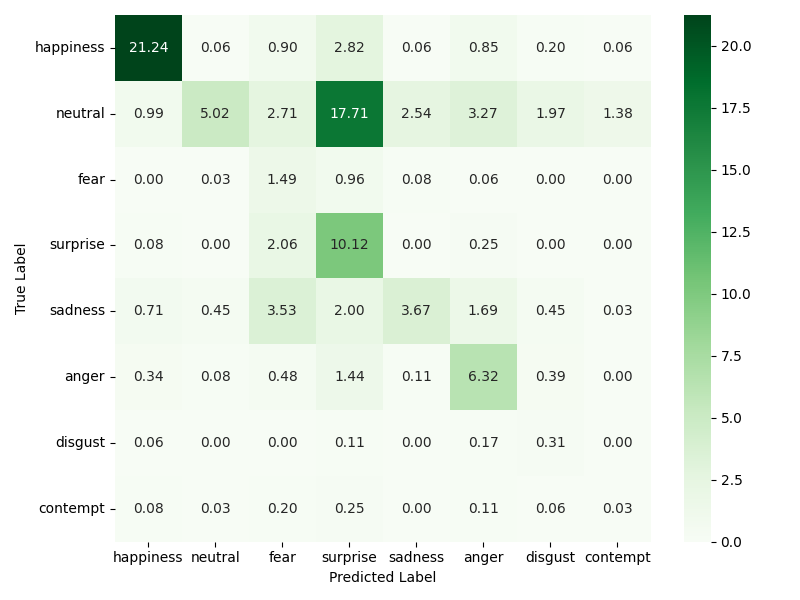 happiness 21.24 0.06 0.90 2.82 0.06 0.85 0.20 0.06
neutral 0.99 5.02 2.71 17.71 2.54 3.27 1.97 1.38
fear 0.00 0.03 1.49 0.96 0.08 0.06 0.00 0.00
surprise 0.08 0.00 2.06 10.12 0.00 0.25 0.00 0.00
sadness 0.71 0.45 3.53 2.00 3.67 1.69 0.45 0.03
anger 0.34 0.08 0.48 1.44 0.11 6.32 0.39 0.00
disgust 0.06 0.00 0.00 0.11 0.00 0.17 0.31 0.00
contempt 0.08 0.03 0.20 0.25 0.00 0.11 0.06 0.03
happiness neutral fear surprise sadness anger disgust contempt
Predicted Label
True Label
20.0
17.5
15.0
12.5
10.0
7.5
5.0
2.5
0.0